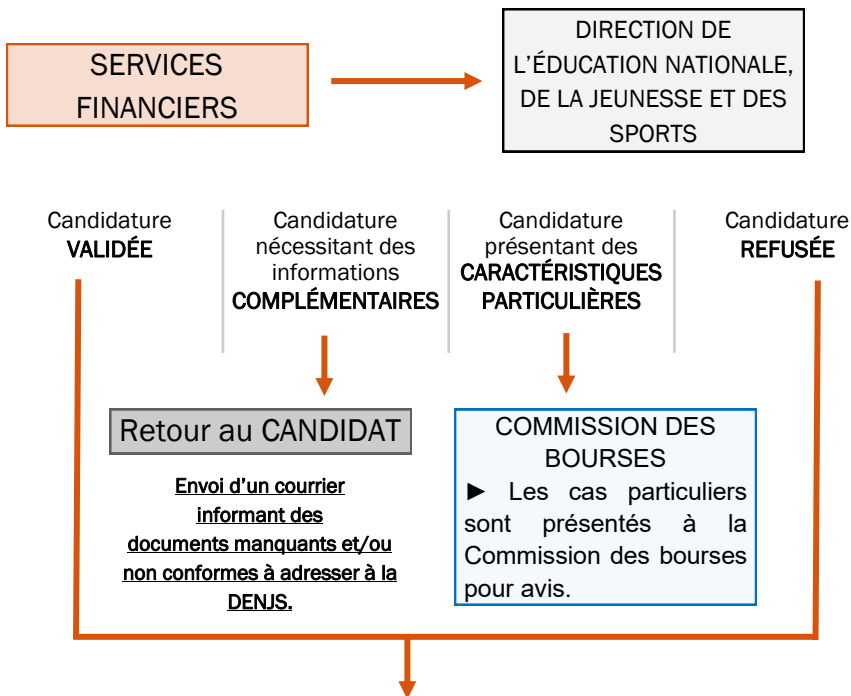 SERVICES
FINANCIERS
DIRECTION DE
L’ÉDUCATION NATIONALE,
DE LA JEUNESSE ET DES
SPORTS
Candidature
VALIDÉE
Candidature
nécessitant des
informations
COMPLÉMENTAIRES
Candidature
présentant des
CARACTÉRISTIQUES
PARTICULIÈRES
Candidature
REFUSÉE
Retour au CANDIDAT
Envoi d’un courrier
informant des
documents manquants et/ou
non conformes à adresser à la
DENJS.
COMMISSION DES
BOURSES
► Les cas particuliers
sont présentés à la
Commission des bourses
pour avis.